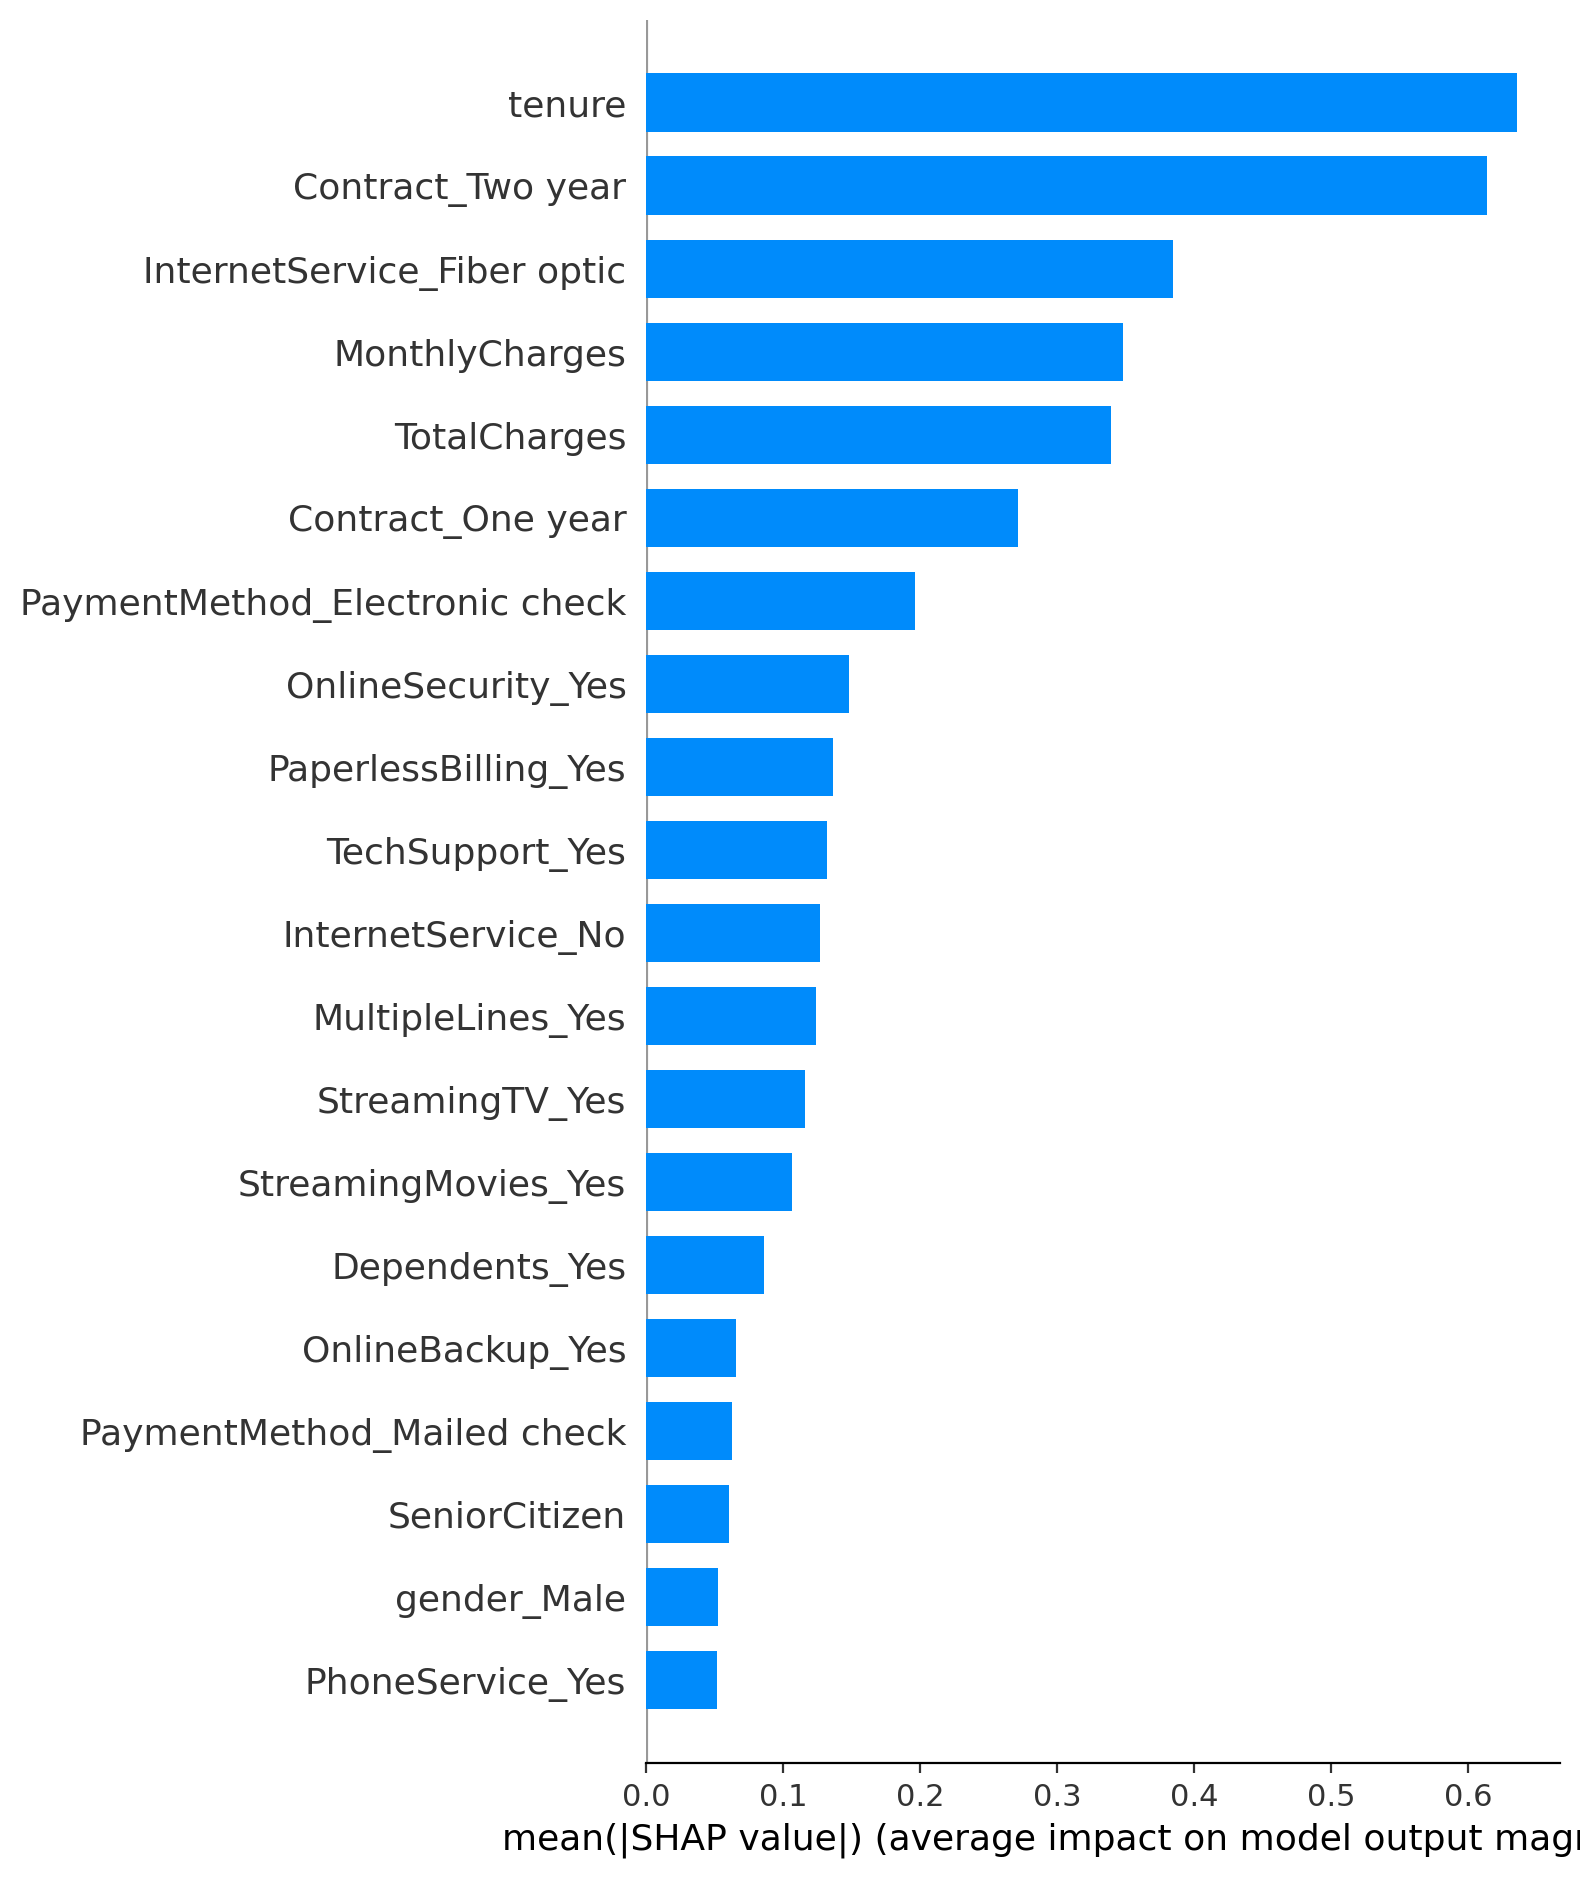 tenure
Contract_Two year
InternetService_Fiber optic
MonthlyCharges
TotalCharges
Contract_One year
PaymentMethod_Electronic check
OnlineSecurity_Yes
PaperlessBilling_Yes
TechSupport_Yes
InternetService_No
MultipleLines_Yes
StreamingTV_Yes
StreamingMovies_Yes
Dependents_Yes
OnlineBackup_Yes
PaymentMethod_Mailed check
SeniorCitizen
gender_Male
PhoneService_Yes
0.0 0.1 0.2 0.3 0.4 0.5 0.6
mean(|SHAP value|) (average impact on model output